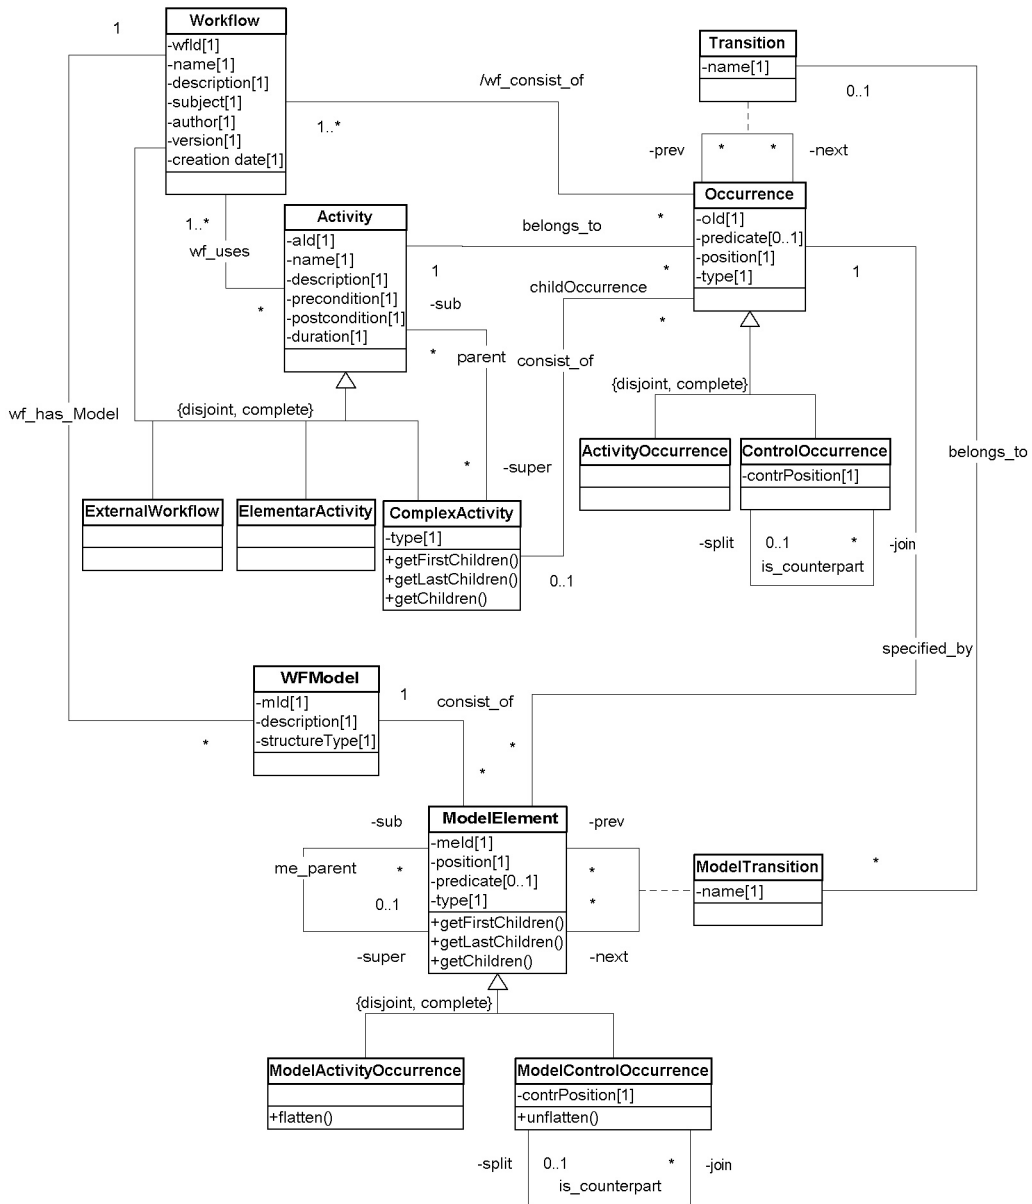 Workflow
-wfId[1]
-name[1]
-description[1]
-subject[1]
-author[1]
-version[1]
-creation date[1]
1
/wf_consist_of
1..*
Transition
-name[1]
0..1
-prev
*
*
-next
Occurrence
-oId[1]
-predicate[0..1]
-position[1]
-type[1]
*
1..*
wf_uses
*
Activity
-aId[1]
-name[1]
-description[1]
-precondition[1]
-postcondition[1]
-duration[1]
belongs_to
1
*
-sub
*
parent
childOccurrence
*
consist_of
1
{disjoint, complete}
{disjoint, complete}
wf_has_Model
*
-super
ActivityOccurrence
ControlOccurrence
-contrPosition[1]
belongs_to
ExternalWorkflow
ElementarActivity
ComplexActivity
-type[1]
+getFirstChildren()
+getLastChildren()
+getChildren()
0..1
-split
0..1
*
-join
is_counterpart
specified_by
WFModel
-mId[1]
-description[1]
-structureType[1]
1
consist_of
*
*
*
ModelElement
-meId[1]
-position[1]
-predicate[0..1]
-type[1]
+getFirstChildren()
+getLastChildren()
+getChildren()
-sub
*
me_parent
0..1
-super
-prev
*
*
-next
ModelTransition
-name[1]
*
{disjoint, complete}
ModelActivityOccurrence
+flatten()
ModelControlOccurrence
-contrPosition[1]
+unflatten()
-split
0..1
*
-join
is_counterpart